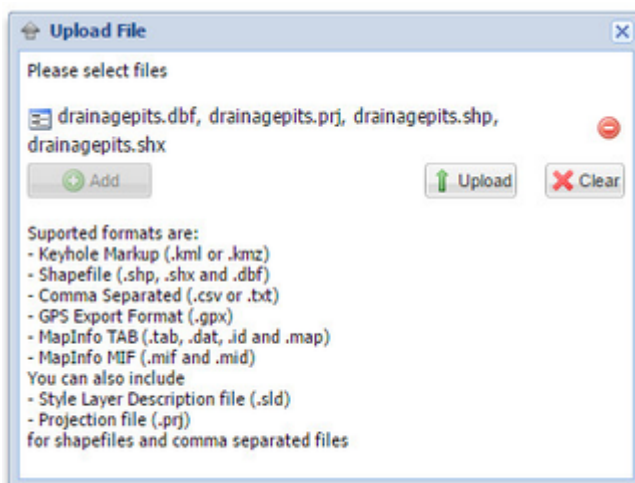 Upload File
Please select files
drainagepits.dbf, drainagepits.prj, drainagepits.shp,
drainagepits.shx
Add
Upload
Clear
Suported formats are:
- Keyhole Markup (.kml or .kmz)
- Shapefile (.shp, .shx and .dbf)
- Comma Separated (.csv or .txt)
- GPS Export Format (.gpx)
- MapInfo TAB (.tab, .dat, .id and .map)
- MapInfo MIF (.mif and .mid)
You can also include
- Style Layer Description file (.sld)
- Projection file (.prj)
for shapefiles and comma separated files